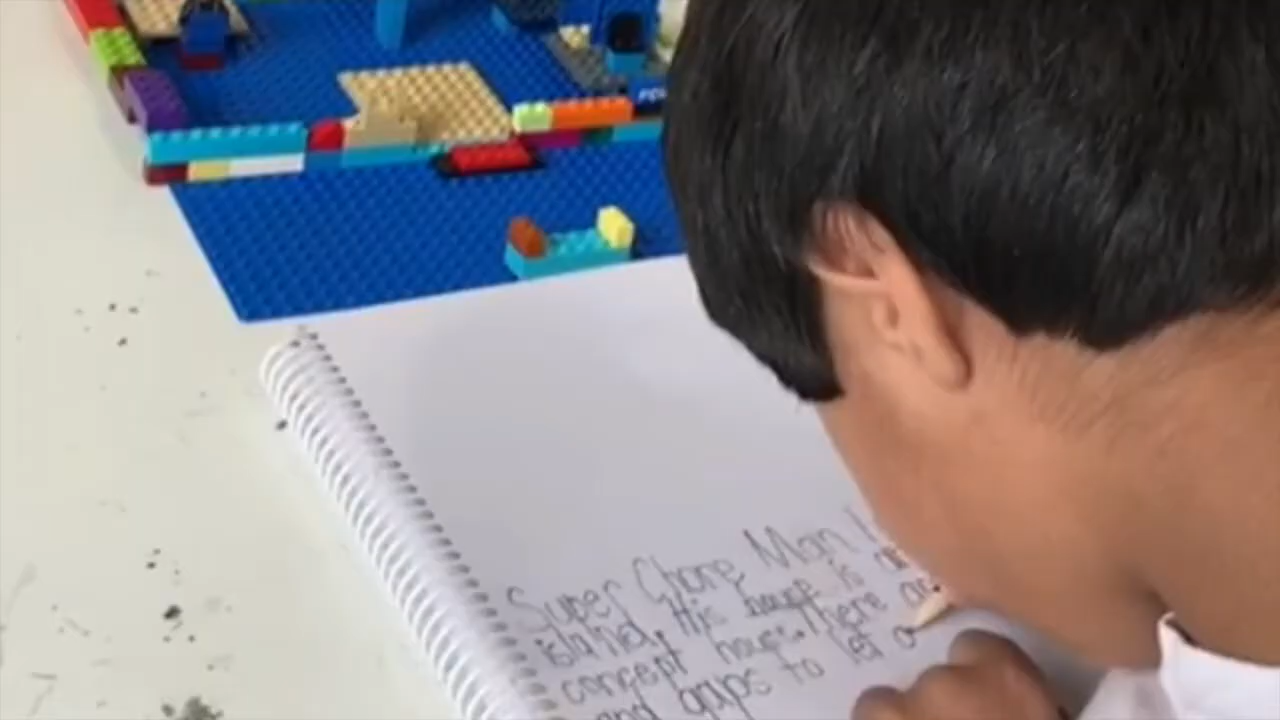 Super Chore Man
island, His house is
concept house. There
and gaps to let